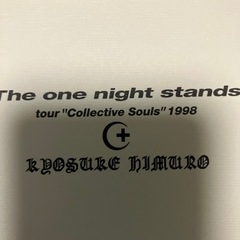 The one night stands
tour "Collective Souls" 1998
KYOSUKE HIMURO